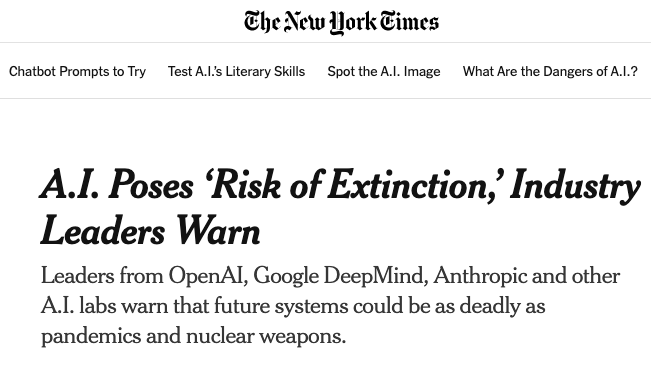 The New York Times
Chatbot Prompts to Try Test A.I.'s Literary Skills Spot the A.I. Image What Are the Dangers of A.I.?
A.I. Poses ‘Risk of Extinction,’ Industry
Leaders Warn
Leaders from OpenAI, Google DeepMind, Anthropic and other
A.I. labs warn that future systems could be as deadly as
pandemics and nuclear weapons.